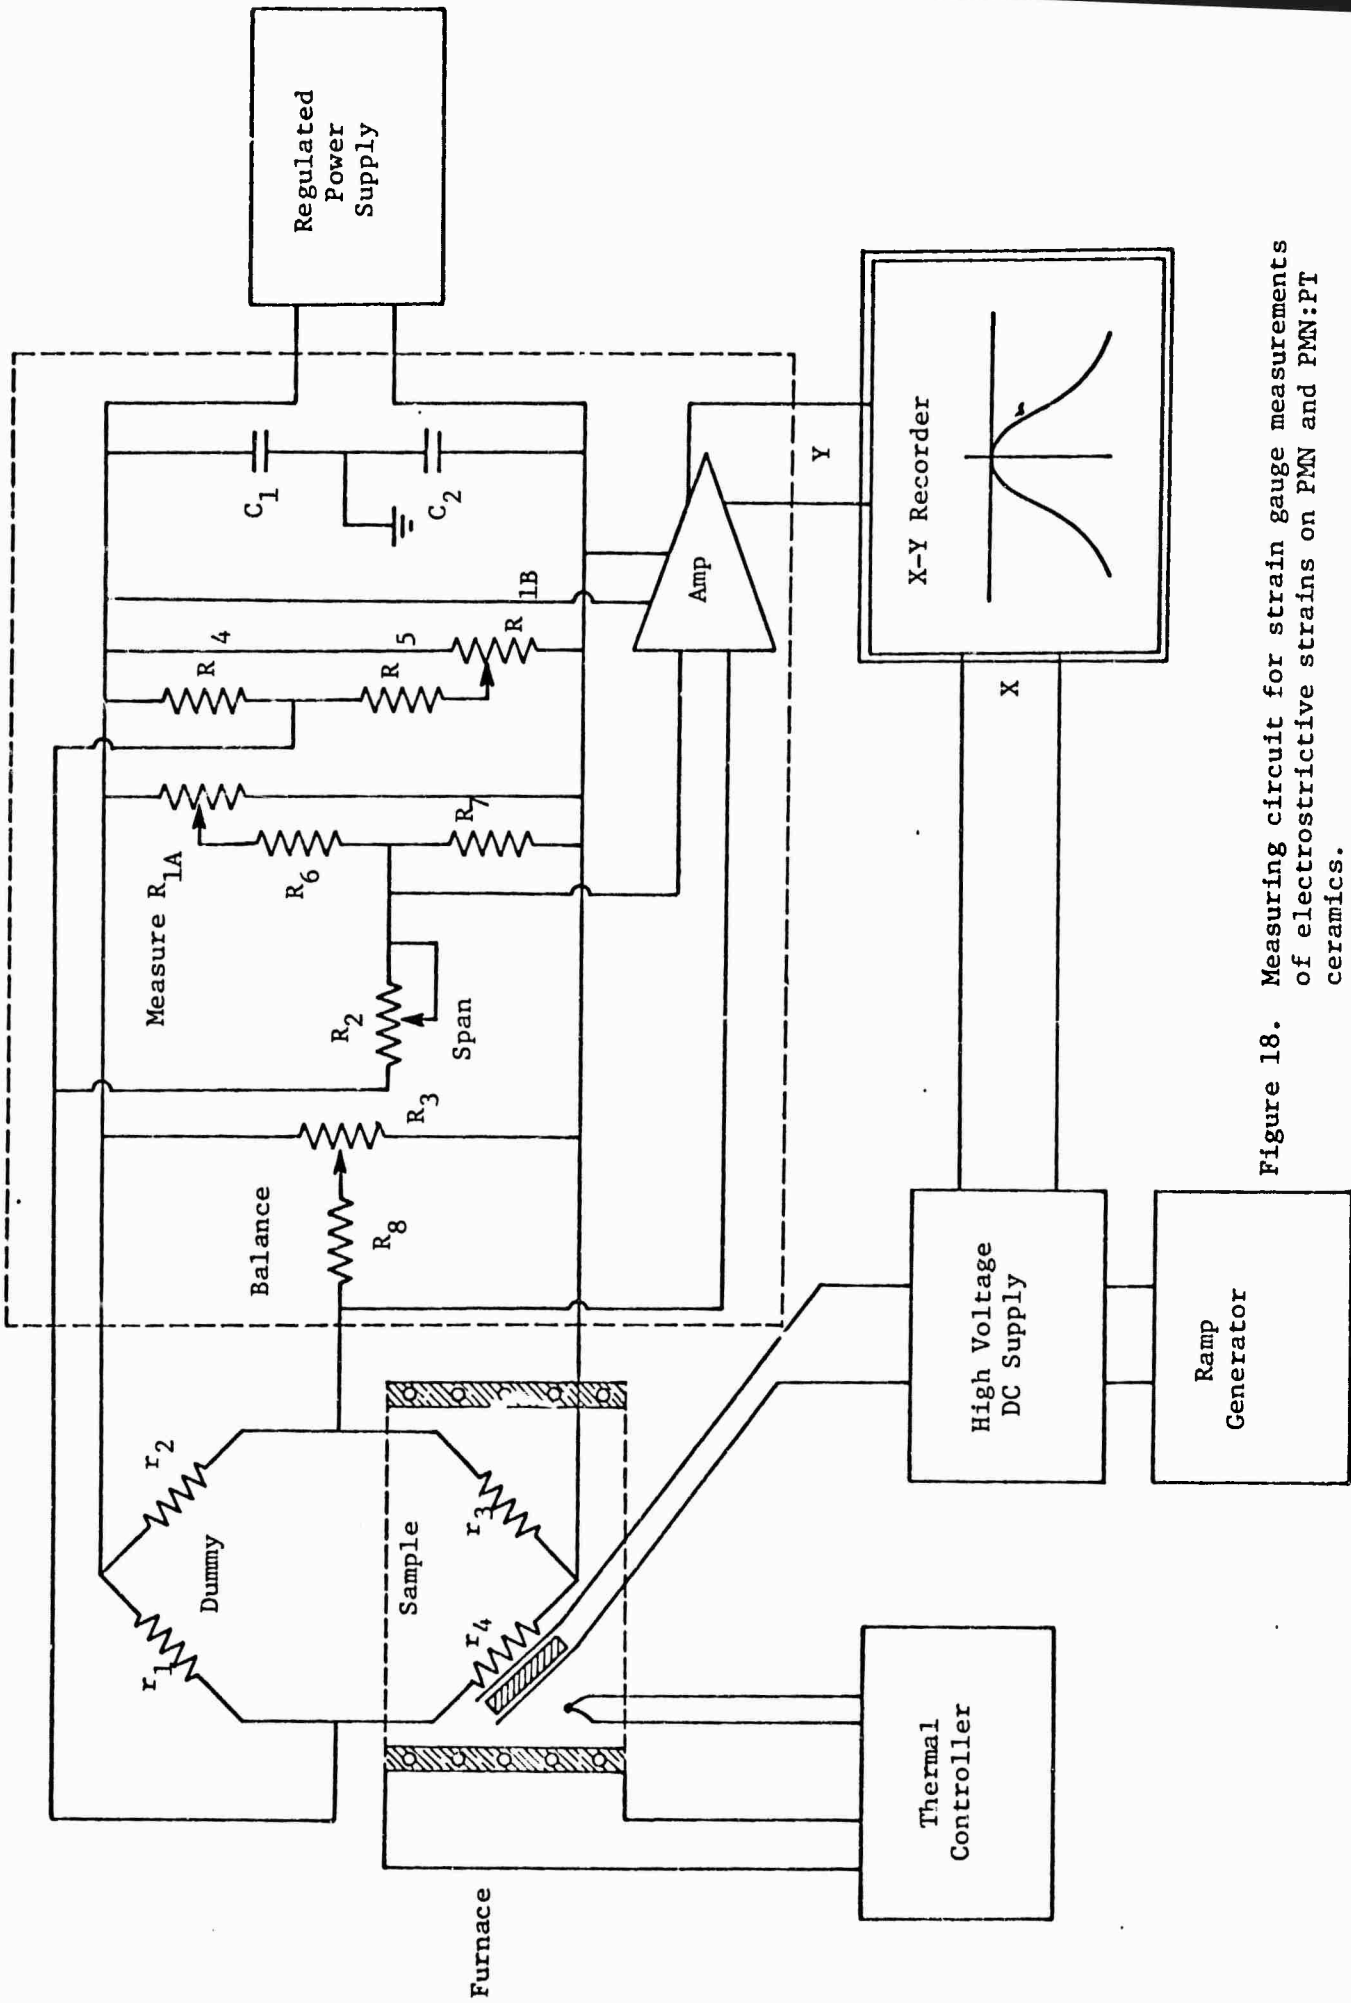 Regulated
Power
Supply
C1
C2
R4
R5
R1B
Amp
Measure R1A
R6
R7
R2
Span
Balance
R3
R8
r1
r2
Dummy
Sample
r3
r4
Furnace
Y
X-Y Recorder
X
High Voltage
DC Supply
Ramp
Generator
Thermal
Controller
Figure 18. Measuring circuit for strain gauge measurements
of electrostrictive strains on PMN and PMN:PT
ceramics.